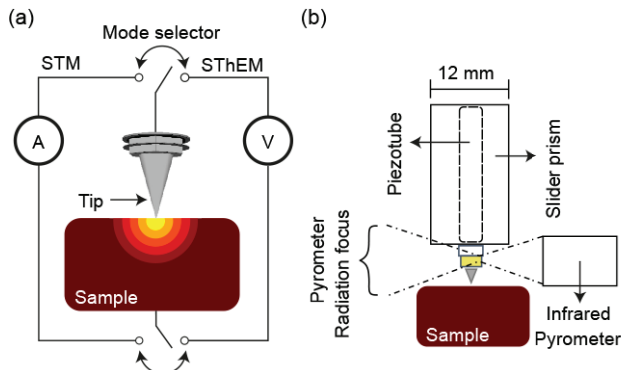 (a)
Mode selector
STM
SThEM
A
V
Tip
Sample
(b)
12 mm
Piezotube
Slider prism
Pyrometer
Radiation focus
Sample
Infrared
Pyrometer